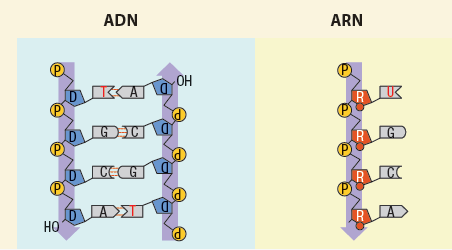 ADN ARN
P P
OH
D T A D R U
P P P
D G C D R G
P P P
D C G D R C
P P P
D A T D R A
HO P